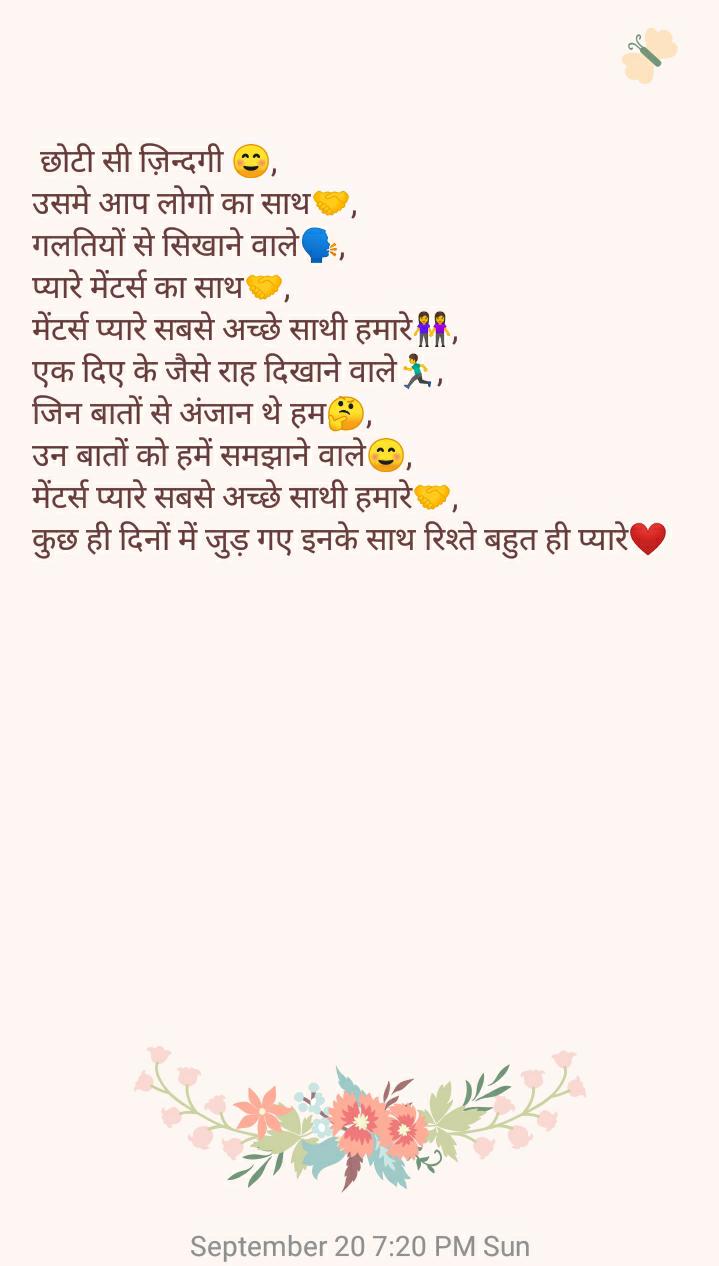 छोटी सी ज़िन्दगी 😊,
उसमे आप लोगो का साथ🤝,
गलतियों से सिखाने वाले🗣️,
प्यारे मेंटर्स का साथ🤝,
मेंटर्स प्यारे सबसे अच्छे साथी हमारे👭,
एक दिए के जैसे राह दिखाने वाले🏃‍♂️,
जिन बातों से अंजान थे हम🤔,
उन बातों को हमें समझाने वाले😊,
मेंटर्स प्यारे सबसे अच्छे साथी हमारे🤝,
कुछ ही दिनों में जुड़ गए इनके साथ रिश्ते बहुत ही प्यारे❤️
September 20 7:20 PM Sun